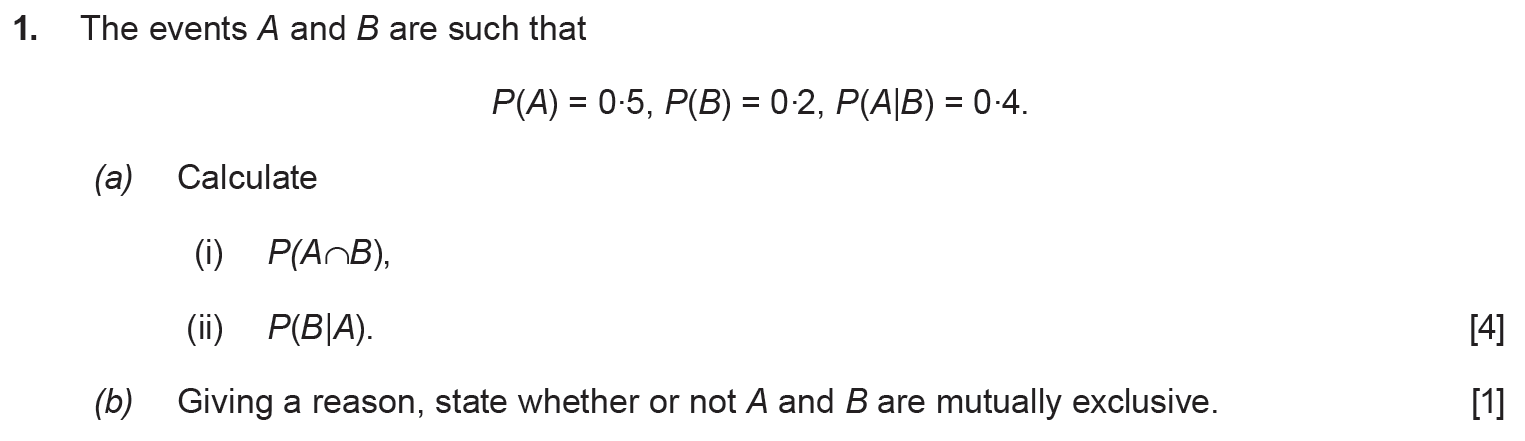 1. The events A and B are such that
P(A) = 0·5, P(B) = 0·2, P(A|B) = 0·4.
(a) Calculate
(i) P(A∩B),
(ii) P(B|A). [4]
(b) Giving a reason, state whether or not A and B are mutually exclusive. [1]